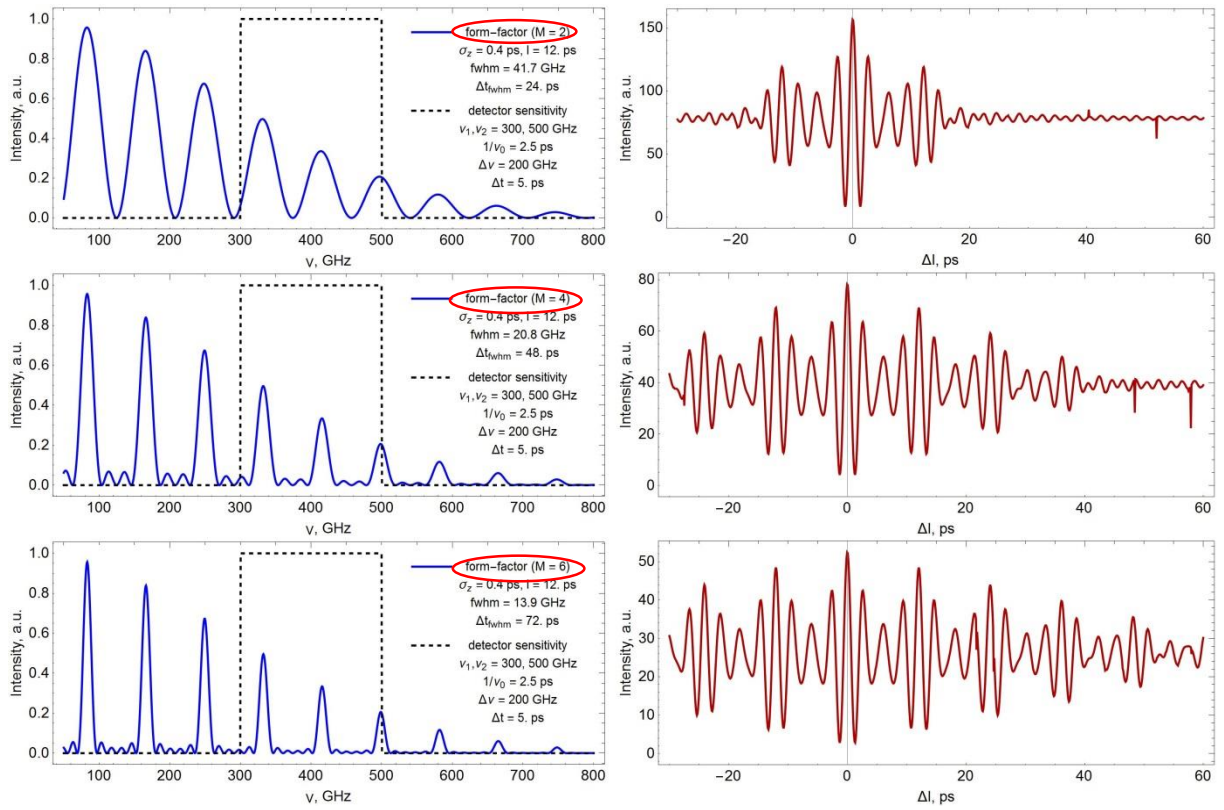 1.0
0.8
0.6
0.4
0.2
0.0
Intensity, a.u.
form-factor (M = 2)
σz = 0.4 ps, l = 12. ps
fwhm = 41.7 GHz
Δtfwhm = 24. ps
detector sensitivity
ν1, ν2 = 300, 500 GHz
1/ν0 = 2.5 ps
Δν = 200 GHz
Δt = 5. ps
100 200 300 400 500 600 700 800
ν, GHz
150
100
50
0
Intensity, a.u.
−20 0 20 40 60
Δl, ps
1.0
0.8
0.6
0.4
0.2
0.0
Intensity, a.u.
form-factor (M = 4)
σz = 0.4 ps, l = 12. ps
fwhm = 20.8 GHz
Δtfwhm = 48. ps
detector sensitivity
ν1, ν2 = 300, 500 GHz
1/ν0 = 2.5 ps
Δν = 200 GHz
Δt = 5. ps
100 200 300 400 500 600 700 800
ν, GHz
80
60
40
20
0
Intensity, a.u.
−20 0 20 40 60
Δl, ps
1.0
0.8
0.6
0.4
0.2
0.0
Intensity, a.u.
form-factor (M = 6)
σz = 0.4 ps, l = 12. ps
fwhm = 13.9 GHz
Δtfwhm = 72. ps
detector sensitivity
ν1, ν2 = 300, 500 GHz
1/ν0 = 2.5 ps
Δν = 200 GHz
Δt = 5. ps
100 200 300 400 500 600 700 800
ν, GHz
50
40
30
20
10
0
Intensity, a.u.
−20 0 20 40 60
Δl, ps